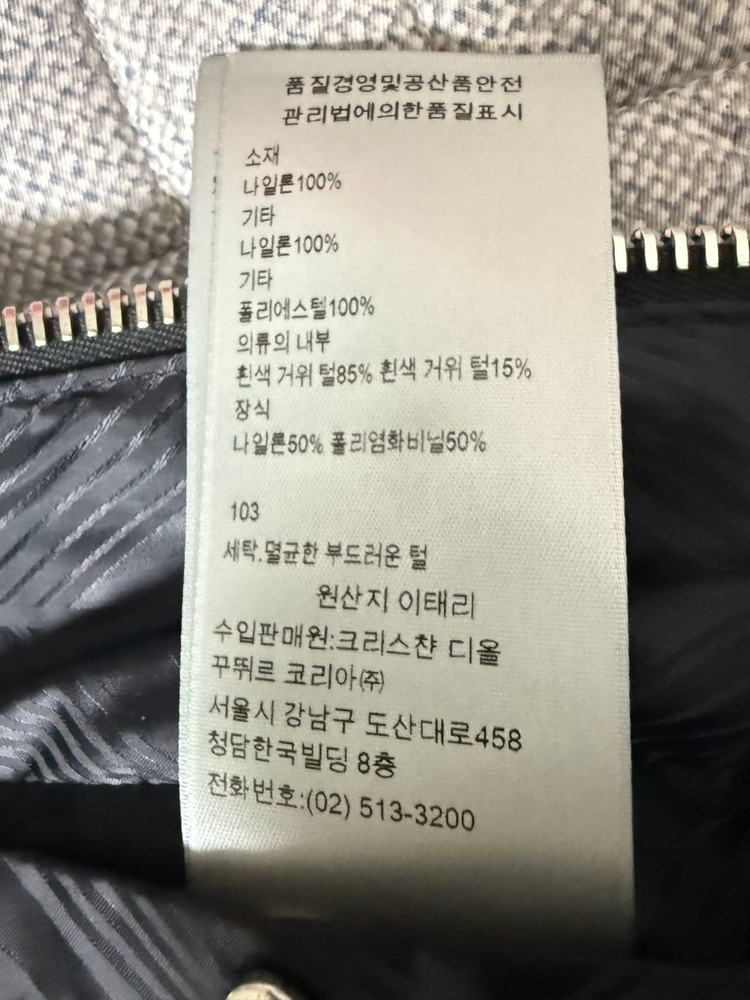 품질경영및공산품안전
관리법에의한품질표시
소재
나일론100%
기타
나일론100%
기타
폴리에스텔100%
의류의 내부
흰색 거위 털85% 흰색 거위 털15%
장식
나일론50% 폴리염화비닐50%
103
세탁.멸균한 부드러운 털
원산지 이태리
수입판매원:크리스챤 디올
꾸뛰르 코리아㈜
서울시 강남구 도산대로458
청담한국빌딩 8층
전화번호:(02) 513-3200